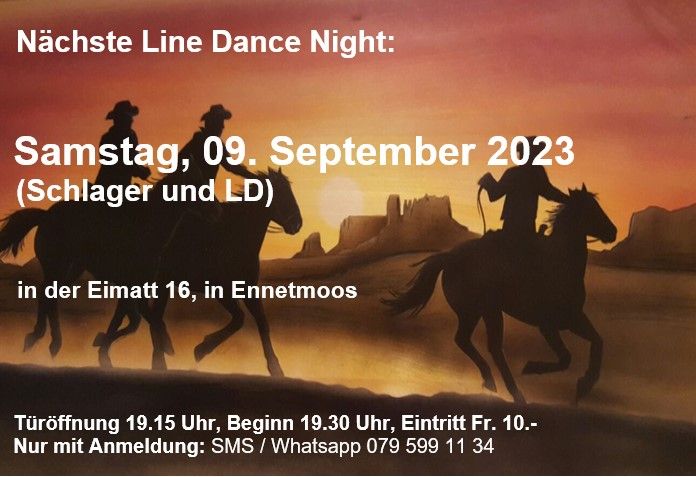 Nächste Line Dance Night:
Samstag, 09. September 2023
(Schlager und LD)
in der Eimatt 16, in Ennetmoos
Türöffnung 19.15 Uhr, Beginn 19.30 Uhr, Eintritt Fr. 10.-
Nur mit Anmeldung: SMS / Whatsapp 079 599 11 34